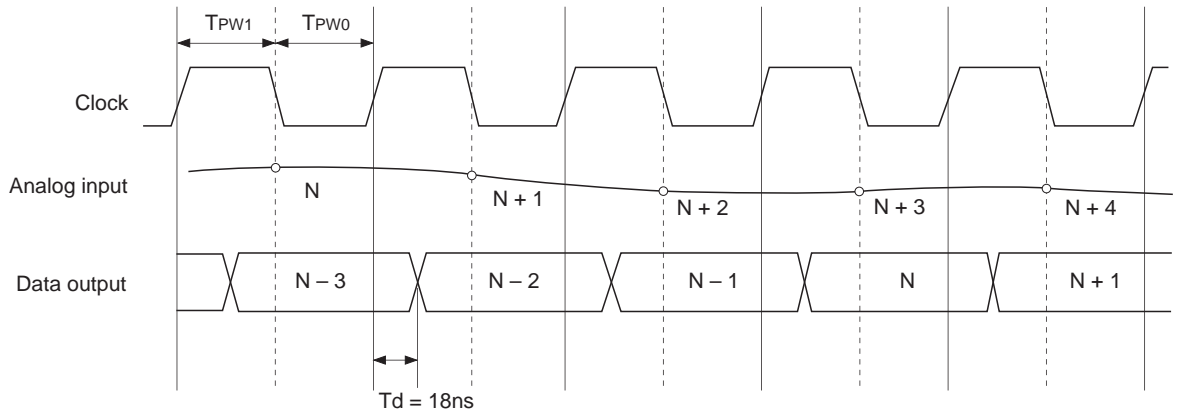 TPW1 TPW0
Clock
Analog input
N N + 1 N + 2 N + 3 N + 4
Data output
N – 3 N – 2 N – 1 N N + 1
Td = 18ns